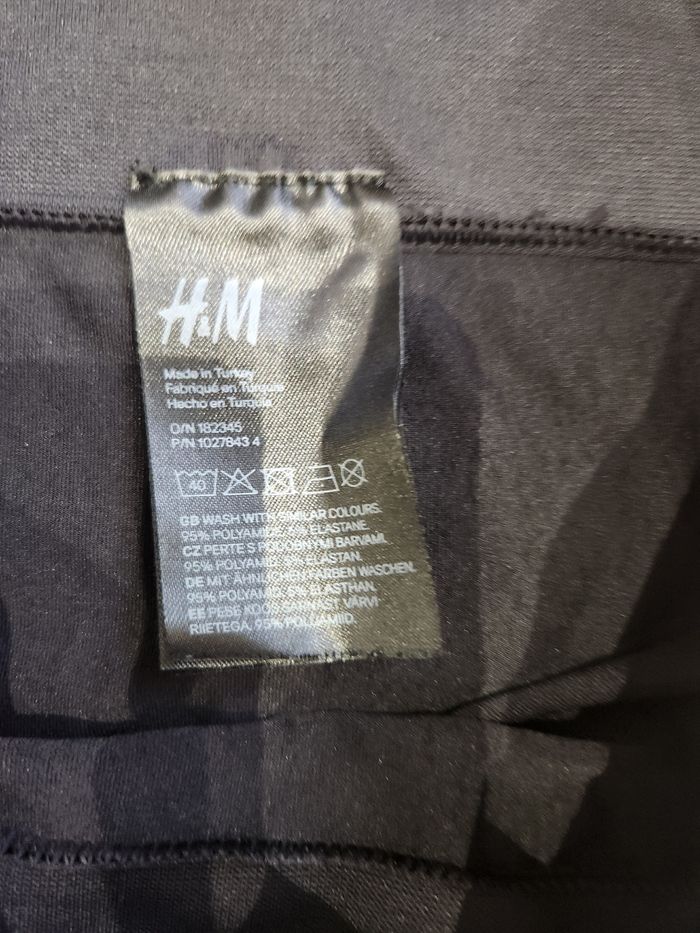 H&M
Made in Turkey
Fabriqué en Turquie
Hecho en Turquía
O/N 182345
P/N 1027843 4
40
GB WASH WITH SIMILAR COLOURS.
95% POLYAMIDE, 5% ELASTANE.
CZ PERTE S PODOBNÝMI BARVAMI.
95% POLYAMID, 5% ELASTAN.
DE MIT ÄHNLICHEN FARBEN WASCHEN.
95% POLYAMID, 5% ELASTHAN.
EE PESE KOOS SARNAST VÄRVI
RIIETEGA, 95% POLÜAMIID.